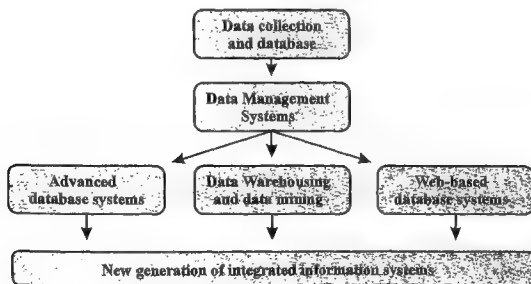 Data collection
and database
Data Management
Systems
Advanced
database systems
Data Warehousing
and data mining
Web-based
database systems
New generation of integrated information systems